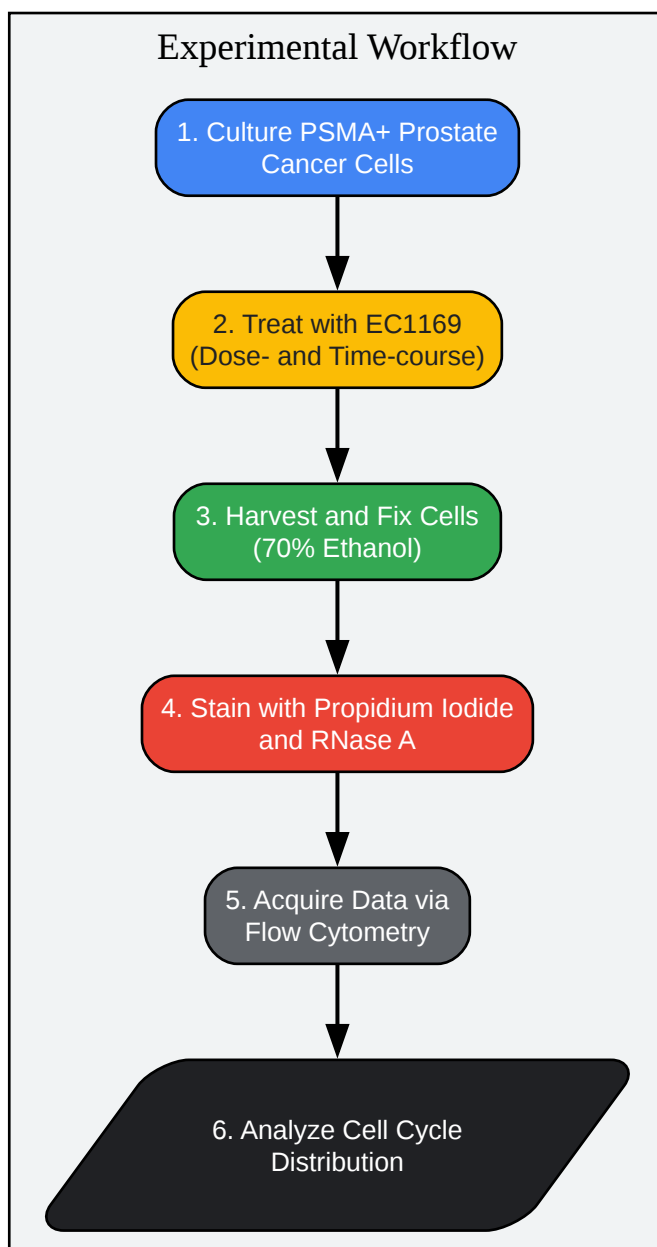 Experimental Workflow
1. Culture PSMA+ Prostate
Cancer Cells
2. Treat with EC1169
(Dose- and Time-course)
3. Harvest and Fix Cells
(70% Ethanol)
4. Stain with Propidium Iodide
and RNase A
5. Acquire Data via
Flow Cytometry
6. Analyze Cell Cycle
Distribution